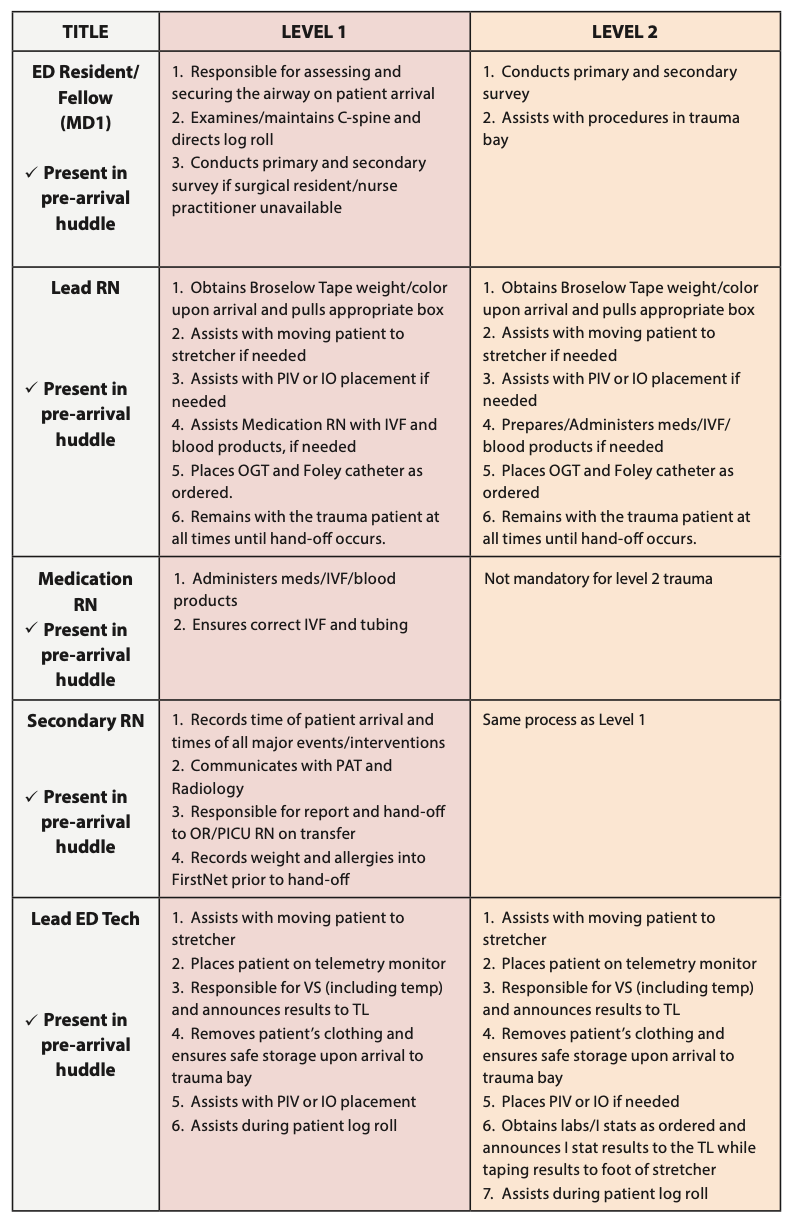 TITLE
LEVEL 1
LEVEL 2
ED Resident/
Fellow
(MD1)
✓ Present in
pre-arrival
huddle
1. Responsible for assessing and
securing the airway on patient arrival
2. Examines/maintains C-spine and
directs log roll
3. Conducts primary and secondary
survey if surgical resident/nurse
practitioner unavailable
1. Conducts primary and secondary
survey
2. Assists with procedures in trauma
bay
Lead RN
✓ Present in
pre-arrival
huddle
1. Obtains Broselow Tape weight/color
upon arrival and pulls appropriate box
2. Assists with moving patient to
stretcher if needed
3. Assists with PIV or IO placement if
needed
4. Assists Medication RN with IVF and
blood products, if needed
5. Places OGT and Foley catheter as
ordered.
6. Remains with the trauma patient at
all times until hand-off occurs.
1. Obtains Broselow Tape weight/color
upon arrival and pulls appropriate box
2. Assists with moving patient to
stretcher if needed
3. Assists with PIV or IO placement if
needed
4. Prepares/Administers meds/IVF/
blood products if needed
5. Places OGT and Foley catheter as
ordered
6. Remains with the trauma patient at
all times until hand-off occurs.
Medication
RN
✓ Present in
pre-arrival
huddle
1. Administers meds/IVF/blood
products
2. Ensures correct IVF and tubing
Not mandatory for level 2 trauma
Secondary RN
✓ Present in
pre-arrival
huddle
1. Records time of patient arrival and
times of all major events/interventions
2. Communicates with PAT and
Radiology
3. Responsible for report and hand-off
to OR/PICU RN on transfer
4. Records weight and allergies into
FirstNet prior to hand-off
Same process as Level 1
Lead ED Tech
✓ Present in
pre-arrival
huddle
1. Assists with moving patient to
stretcher
2. Places patient on telemetry monitor
3. Responsible for VS (including temp)
and announces results to TL
4. Removes patient's clothing and
ensures safe storage upon arrival to
trauma bay
5. Assists with PIV or IO placement
6. Assists during patient log roll
1. Assists with moving patient to
stretcher
2. Places patient on telemetry monitor
3. Responsible for VS (including temp)
and announces results to TL
4. Removes patient's clothing and
ensures safe storage upon arrival to
trauma bay
5. Places PIV or IO if needed
6. Obtains labs/I stats as ordered and
announces I stat results to the TL while
taping results to foot of stretcher
7. Assists during patient log roll